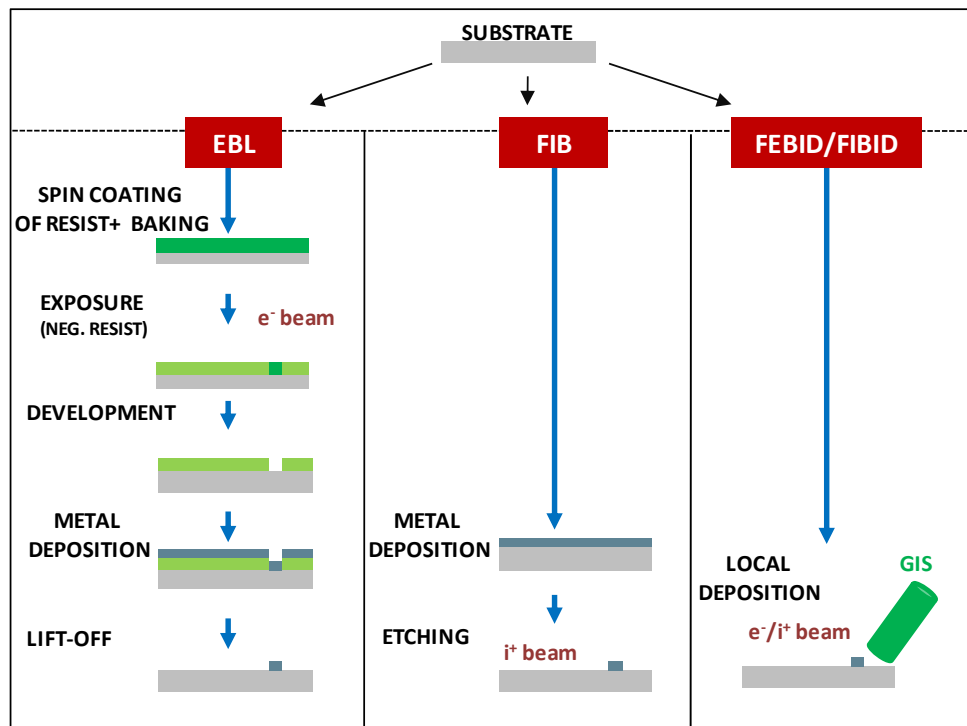 SUBSTRATE
EBL
SPIN COATING
OF RESIST+ BAKING
EXPOSURE
(NEG. RESIST)
e- beam
DEVELOPMENT
METAL
DEPOSITION
LIFT-OFF
FIB
METAL
DEPOSITION
ETCHING
i+ beam
FEBID/FIBID
LOCAL
DEPOSITION
GIS
e-/i+ beam